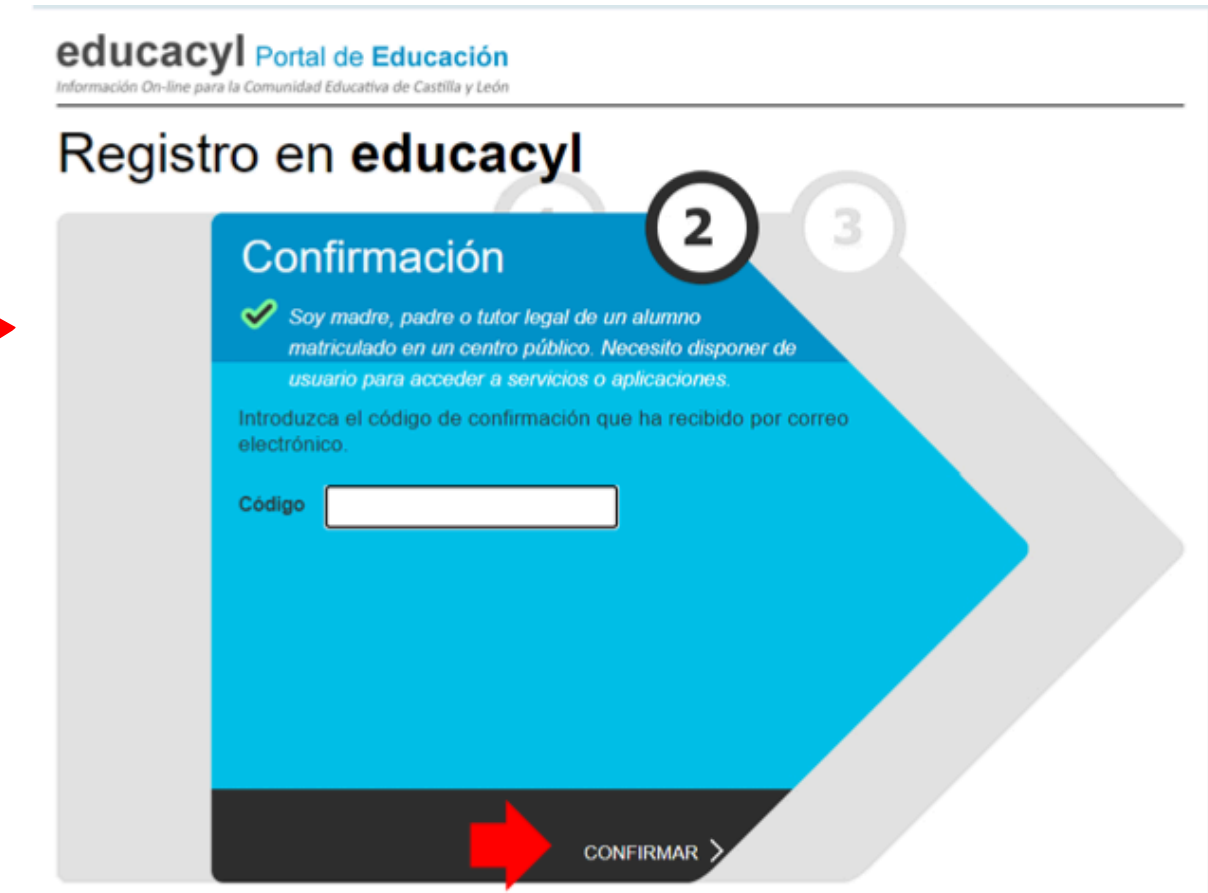 educacyl Portal de Educación
Información On-line para la Comunidad Educativa de Castilla y León
Registro en educacyl
2
3
Confirmación
Soy madre, padre o tutor legal de un alumno
matriculado en un centro público. Necesito disponer de
usuario para acceder a servicios o aplicaciones.
Introduzca el código de confirmación que ha recibido por correo
electrónico.
Código
CONFIRMAR